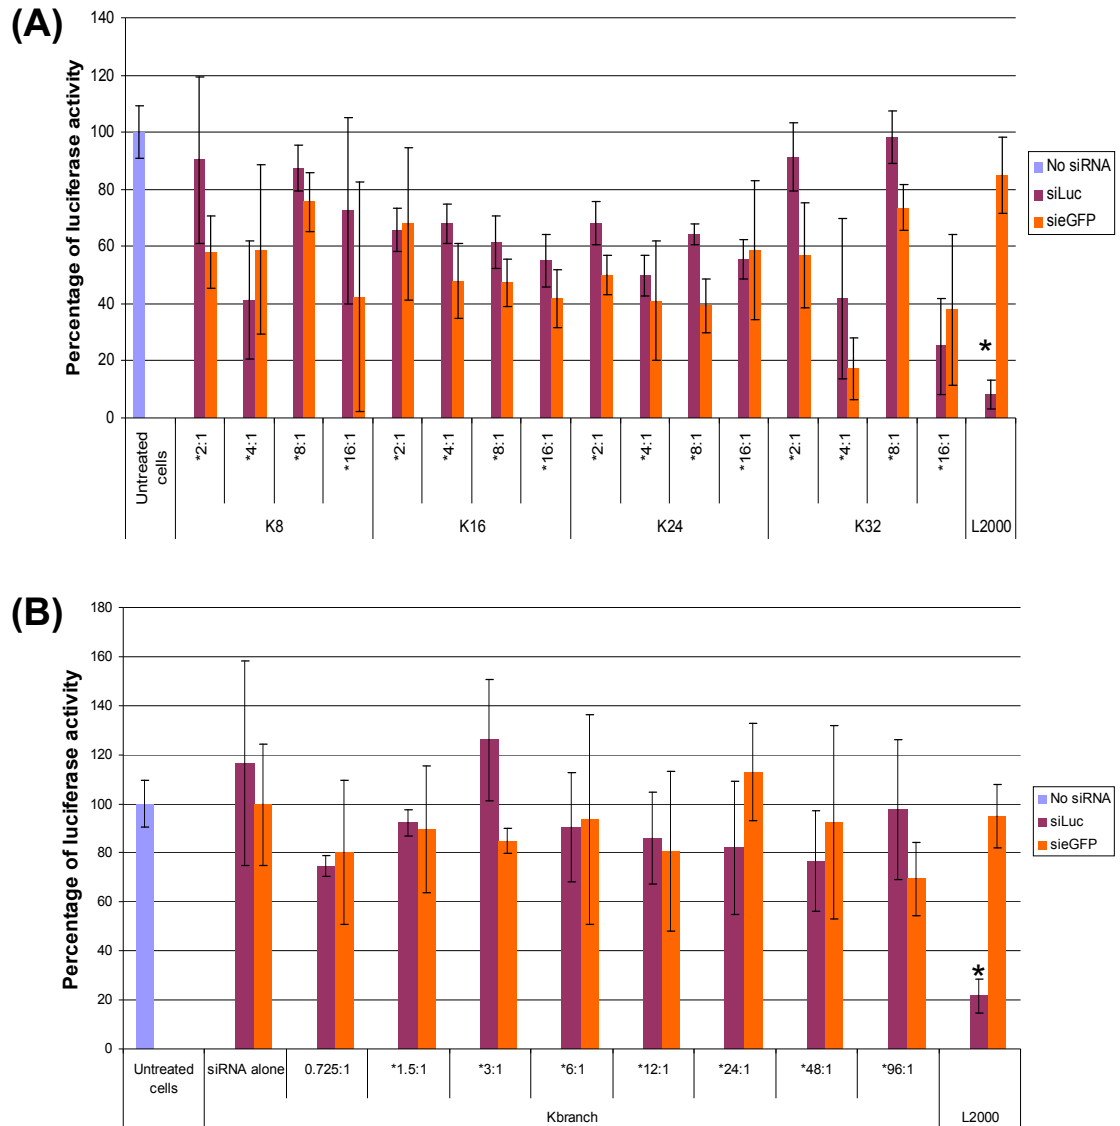 (A)
140
120
100
80
60
40
20
0
Percentage of luciferase activity
*
No siRNA
siLuc
sieGFP
Untreated
cells
*2:1
*4:1
*8:1
*16:1
*2:1
*4:1
*8:1
*16:1
*2:1
*4:1
*8:1
*16:1
*2:1
*4:1
*8:1
*16:1
K8
K16
K24
K32
L2000
(B)
180
160
140
120
100
80
60
40
20
0
Percentage of luciferase activity
*
No siRNA
siLuc
sieGFP
Untreated
cells
siRNA alone
0.725:1
*1.5:1
*3:1
*6:1
*12:1
*24:1
*48:1
*96:1
L2000
Kbranch